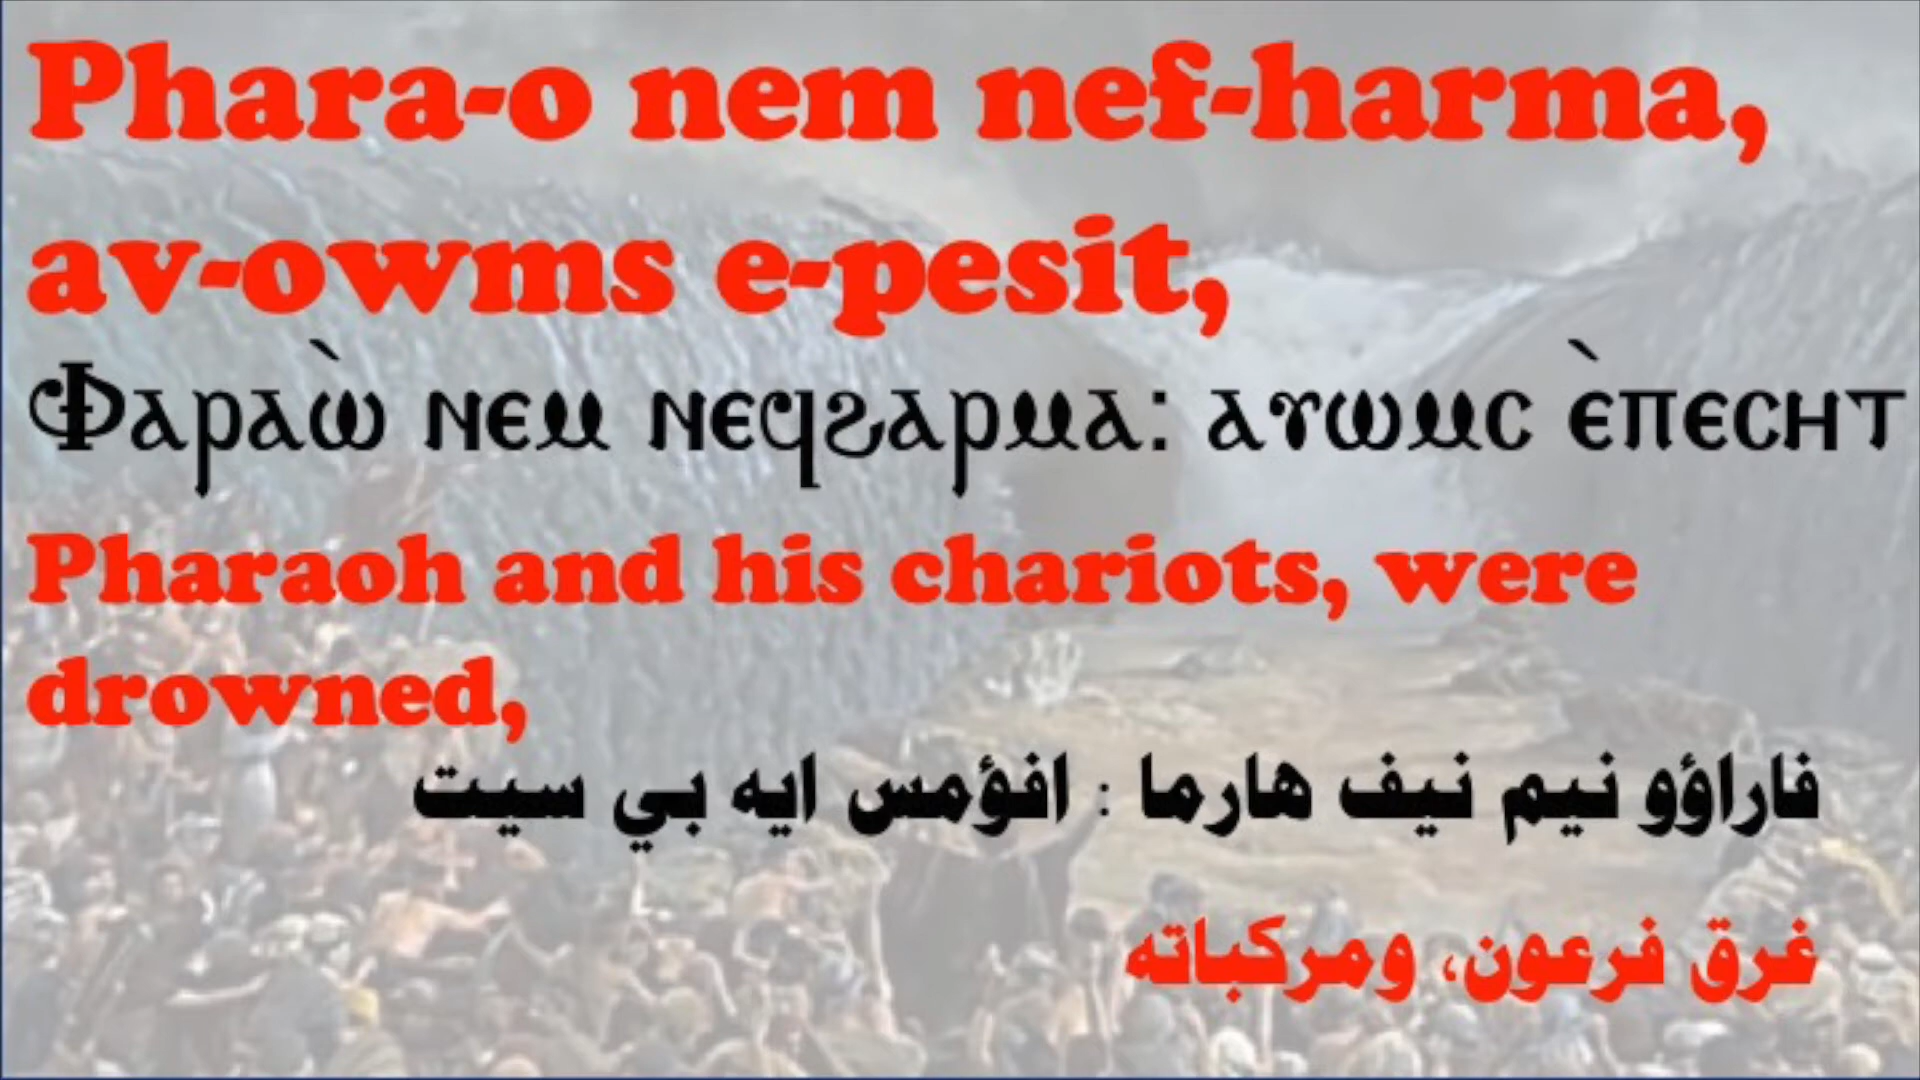 Phara-o nem nef-harma,
av-owms e-pesit,
Ⲫⲁⲣⲁⲱ̀ ⲛⲉⲙ ⲛⲉϥϩⲁⲣⲙⲁ: ⲁⲩⲱⲙⲥ ⲉ̀ⲡⲉⲥⲏⲧ
Pharaoh and his chariots, were
drowned,
فاراؤو نيم نيف هارما : افؤمس ايه بي سيت
غرق فرعون، ومركباته